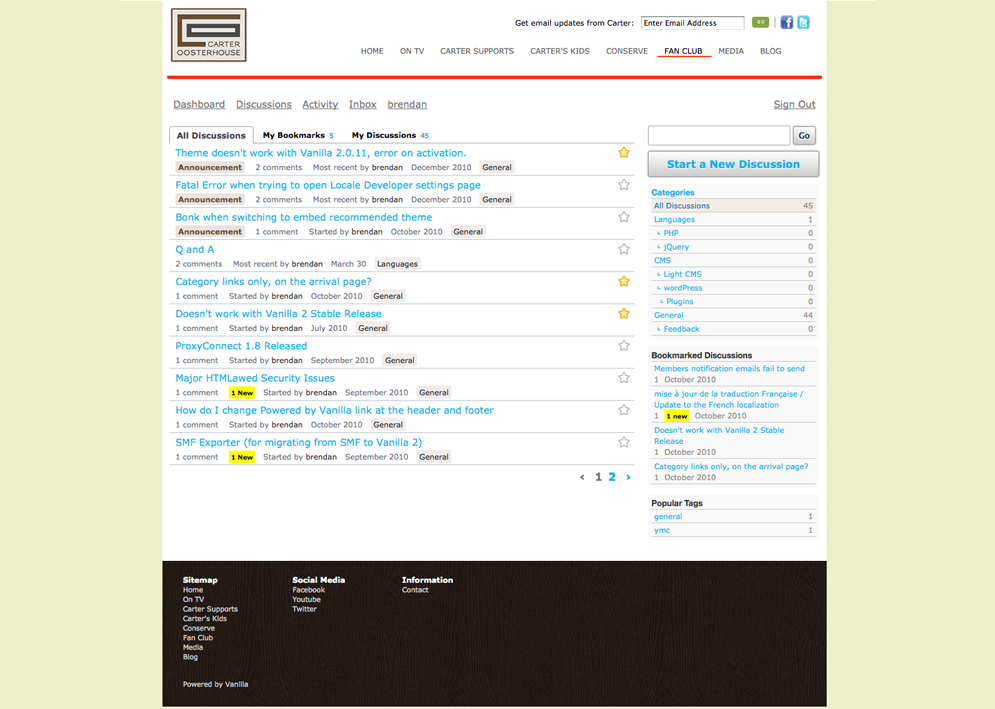 CARTER
OOSTERHOUSE
Get email updates from Carter: Enter Email Address GO
HOME ON TV CARTER SUPPORTS CARTER'S KIDS CONSERVE FAN CLUB MEDIA BLOG
Dashboard Discussions Activity Inbox brendan Sign Out
All Discussions My Bookmarks 5 My Discussions 45
Theme doesn't work with Vanilla 2.0.11, error on activation.
Announcement 2 comments Most recent by brendan December 2010 General
Fatal Error when trying to open Locale Developer settings page
Announcement 2 comments Most recent by brendan December 2010 General
Bonk when switching to embed recommended theme
Announcement 1 comment Started by brendan October 2010 General
Q and A
2 comments Most recent by brendan March 30 Languages
Category links only, on the arrival page?
1 comment Started by brendan October 2010 General
Doesn't work with Vanilla 2 Stable Release
1 comment Started by brendan July 2010 General
ProxyConnect 1.8 Released
1 comment Started by brendan September 2010 General
Major HTMLawed Security Issues
1 comment 1 New Started by brendan September 2010 General
How do I change Powered by Vanilla link at the header and footer
1 comment Started by brendan October 2010 General
SMF Exporter (for migrating from SMF to Vanilla 2)
1 comment 1 New Started by brendan September 2010 General
‹ 1 2 ›
Go
Start a New Discussion
Categories
All Discussions 45
Languages 1
PHP 0
jQuery 0
CMS 0
Light CMS 0
wordPress 0
Plugins 0
General 44
Feedback 0
Bookmarked Discussions
Members notification emails fail to send
1 October 2010
mise à jour de la traduction Française /
Update to the French localization
1 1 new October 2010
Doesn't work with Vanilla 2 Stable
Release
1 October 2010
Category links only, on the arrival page?
1 October 2010
Popular Tags
general 1
ymc 1
Sitemap
Home
On TV
Carter Supports
Carter's Kids
Conserve
Fan Club
Media
Blog
Social Media
Facebook
Youtube
Twitter
Information
Contact
Powered by Vanilla